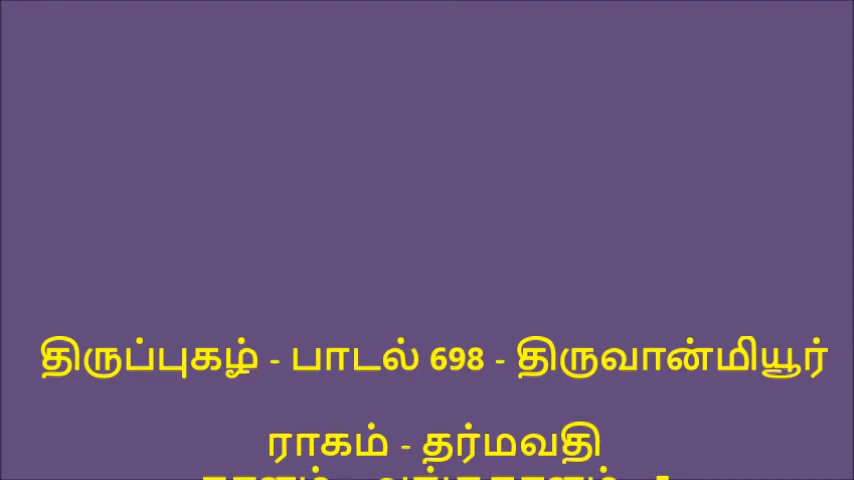 திருப்புகழ் - பாடல் 698 - திருவான்மியூர்
ராகம் - தர்மவதி